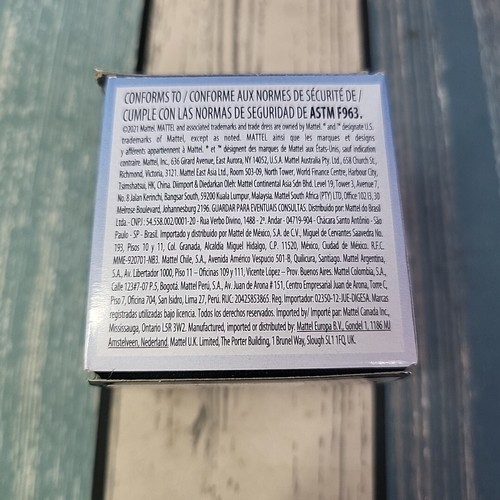 CONFORMS TO / CONFORME AUX NORMES DE SÉCURITÉ DE /
CUMPLE CON LAS NORMAS DE SEGURIDAD DE ASTM F963.
©2021 Mattel. MATTEL and associated trademarks and trade dress are owned by Mattel. ® and ™ designate U.S.
trademarks of Mattel, except as noted. MATTEL ainsi que les marques et designs
y afférents appartiennent à Mattel. ® et ™ désignent des marques de Mattel aux États-Unis, sauf indication
contraire. Mattel, Inc., 636 Girard Avenue, East Aurora, NY 14052, U.S.A. Mattel Australia Pty. Ltd., 658 Church St.,
Richmond, Victoria, 3121. Mattel East Asia Ltd., Room 503-09, North Tower, World Finance Centre, Harbour City,
Tsimshatsui, HK, China. Diimport & Diedarkan Oleh: Mattel Continental Asia Sdn Bhd. Level 19, Tower 3, Avenue 7,
No. 8 Jalan Kerinchi, Bangsar South, 59200 Kuala Lumpur, Malaysia. Mattel South Africa (PTY) LTD, Office 102I3, 30
Melrose Boulevard, Johannesburg 2196. GUARDAR PARA EVENTUAIS CONSULTAS. Distribuido por: Mattel do Brasil
Ltda. - CNPJ : 54.558.002/0001-20 - Rua Verbo Divino, 1488 - 2º. Andar - 04719-904 - Chácara Santo Antônio - São
Paulo - SP - Brasil. Importado y distribuido por Mattel de México, S.A. de C.V., Miguel de Cervantes Saavedra No.
193, Pisos 10 y 11, Col. Granada, Alcaldía Miguel Hidalgo, C.P. 11520, México, Ciudad de México. R.F.C.
MME-920701-NB3. Mattel Chile, S.A., Avenida Américo Vespucio 501-B, Quilicura, Santiago. Mattel Argentina,
S.A., Av. Libertador 1000, Piso 11 – Oficinas 109 y 111, Vicente López – Prov. Buenos Aires. Mattel Colombia, S.A.,
Calle 123#7-07 P.5, Bogotá. Mattel Perú, S.A., Av. Juan de Arona # 151, Centro Empresarial Juan de Arona, Torre C,
Piso 7, Oficina 704, San Isidro, Lima 27, Perú. RUC: 20425853865. Reg. Importador: 02350-12-JUE-DIGESA. Marcas
registradas utilizadas bajo licencia. Todos los derechos reservados. Imported by/ Importé par: Mattel Canada Inc.,
Mississauga, Ontario L5R 3W2. Manufactured, imported or distributed by: Mattel Europa B.V., Gondel 1, 1186 MJ
Amstelveen, Nederland. Mattel U.K. Limited, The Porter Building, 1 Brunel Way, Slough SL1 1FQ, UK.